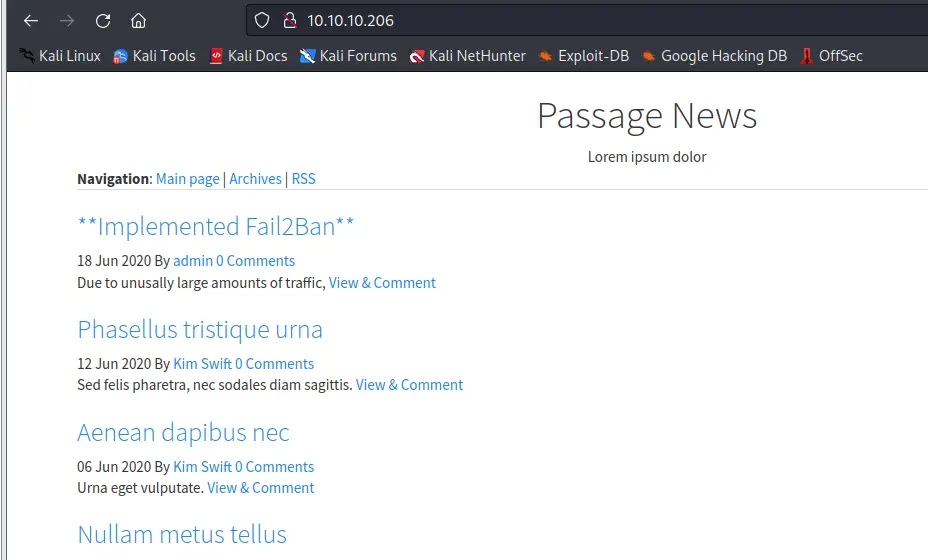 10.10.10.206
Kali Linux Kali Tools Kali Docs Kali Forums Kali NetHunter Exploit-DB Google Hacking DB OffSec
Passage News
Lorem ipsum dolor
Navigation: Main page | Archives | RSS
**Implemented Fail2Ban**
18 Jun 2020 By admin 0 Comments
Due to unusally large amounts of traffic, View & Comment
Phasellus tristique urna
12 Jun 2020 By Kim Swift 0 Comments
Sed felis pharetra, nec sodales diam sagittis. View & Comment
Aenean dapibus nec
06 Jun 2020 By Kim Swift 0 Comments
Urna eget vulputate. View & Comment
Nullam metus tellus